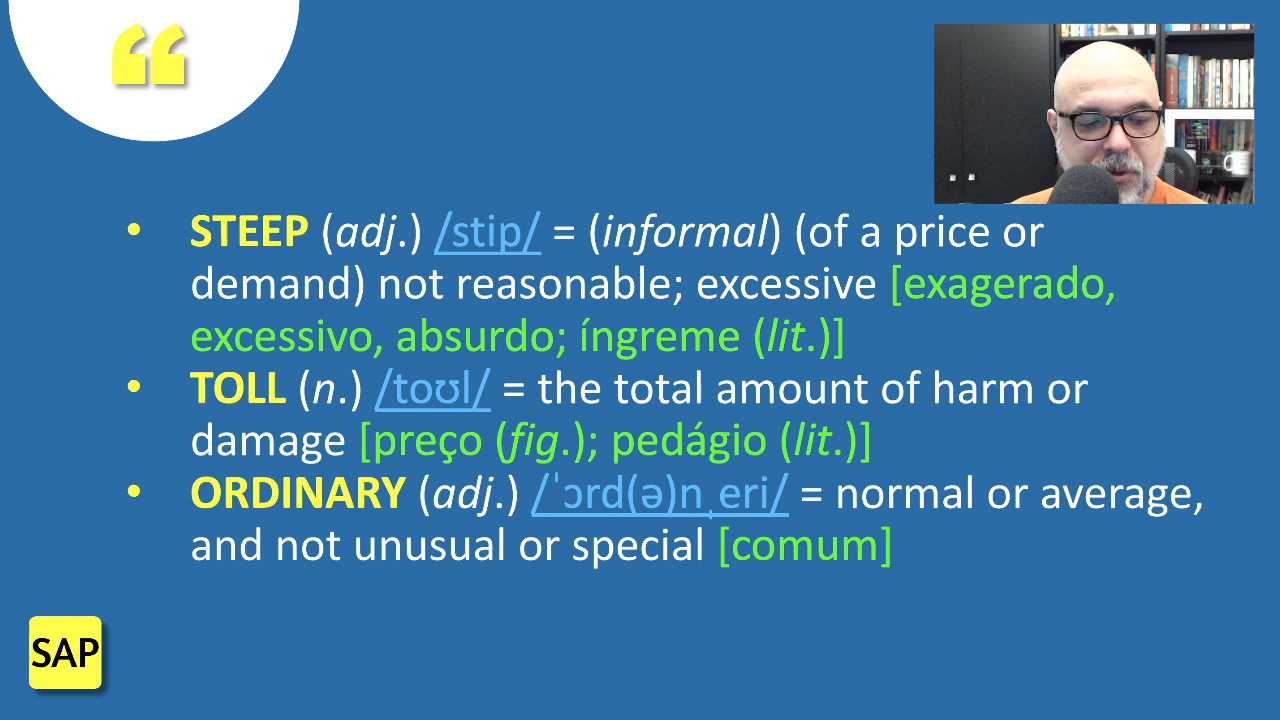 “
• STEEP (adj.) /stip/ = (informal) (of a price or
demand) not reasonable; excessive [exagerado,
excessivo, absurdo; íngreme (lit.)]
• TOLL (n.) /toʊl/ = the total amount of harm or
damage [preço (fig.); pedágio (lit.)]
• ORDINARY (adj.) /ˈɔrd(ə)nˌeri/ = normal or average,
and not unusual or special [comum]
SAP